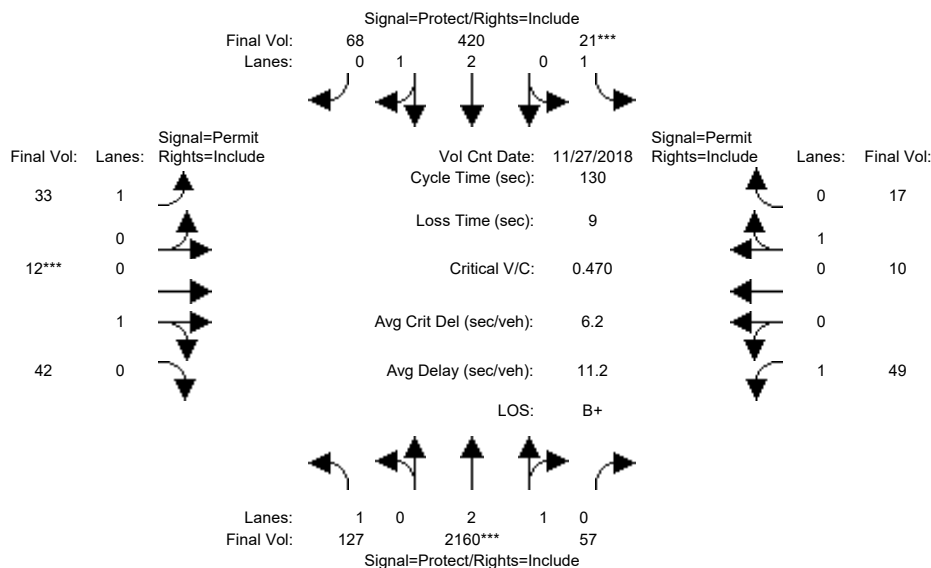 Signal=Protect/Rights=Include
Final Vol: 68 420 21***
Lanes: 0 1 2 0 1
Signal=Permit
Final Vol: Lanes: Rights=Include
Vol Cnt Date: 11/27/2018
Signal=Permit
Rights=Include Lanes: Final Vol:
Cycle Time (sec): 130
33 1
0 17
Loss Time (sec): 9
0
1
12*** 0
Critical V/C: 0.470
0 10
1
Avg Crit Del (sec/veh): 6.2
0
42 0
Avg Delay (sec/veh): 11.2
1 49
LOS: B+
Lanes: 1 0 2 1 0
Final Vol: 127 2160*** 57
Signal=Protect/Rights=Include